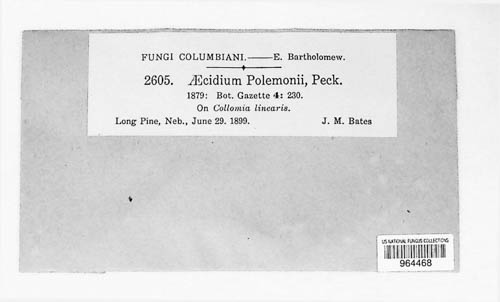 FUNGI COLUMBIANI.—E. Bartholomew.
2605. Æcidium Polemonii, Peck.
1879: Bot. Gazette 4: 230.
On Collomia linearis.
Long Pine, Neb., June 29. 1899. J. M. Bates
US NATIONAL FUNGUS COLLECTIONS
964468